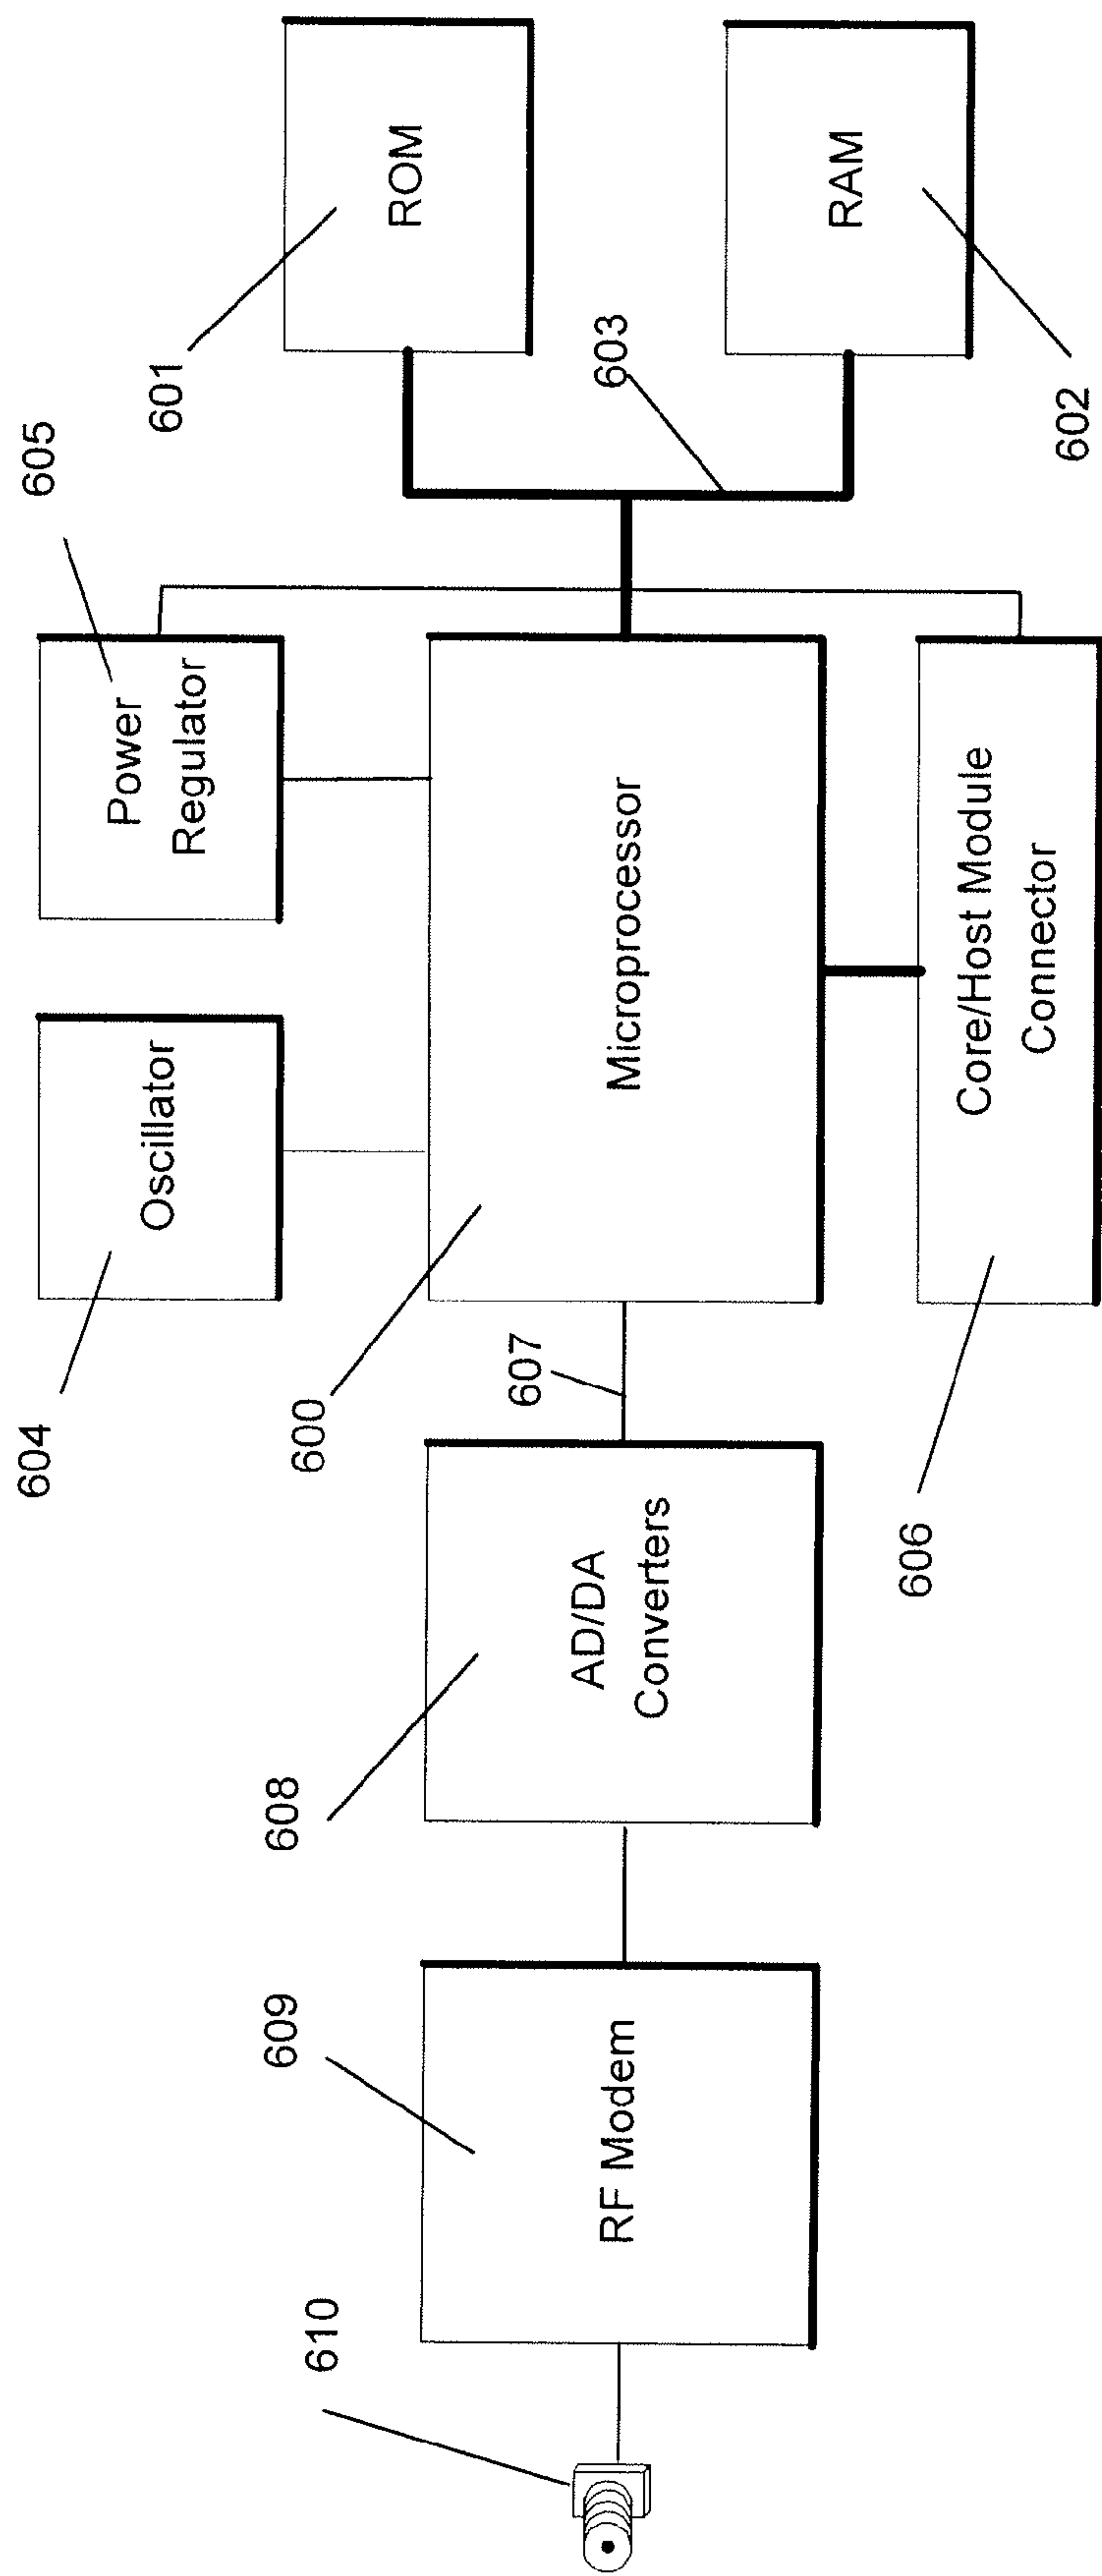 605
601
ROM
604
Oscillator
Power
Regulator
603
610
609
608
600
607
RF Modem
AD/DA
Converters
Microprocessor
RAM
606
Core/Host Module
Connector
602